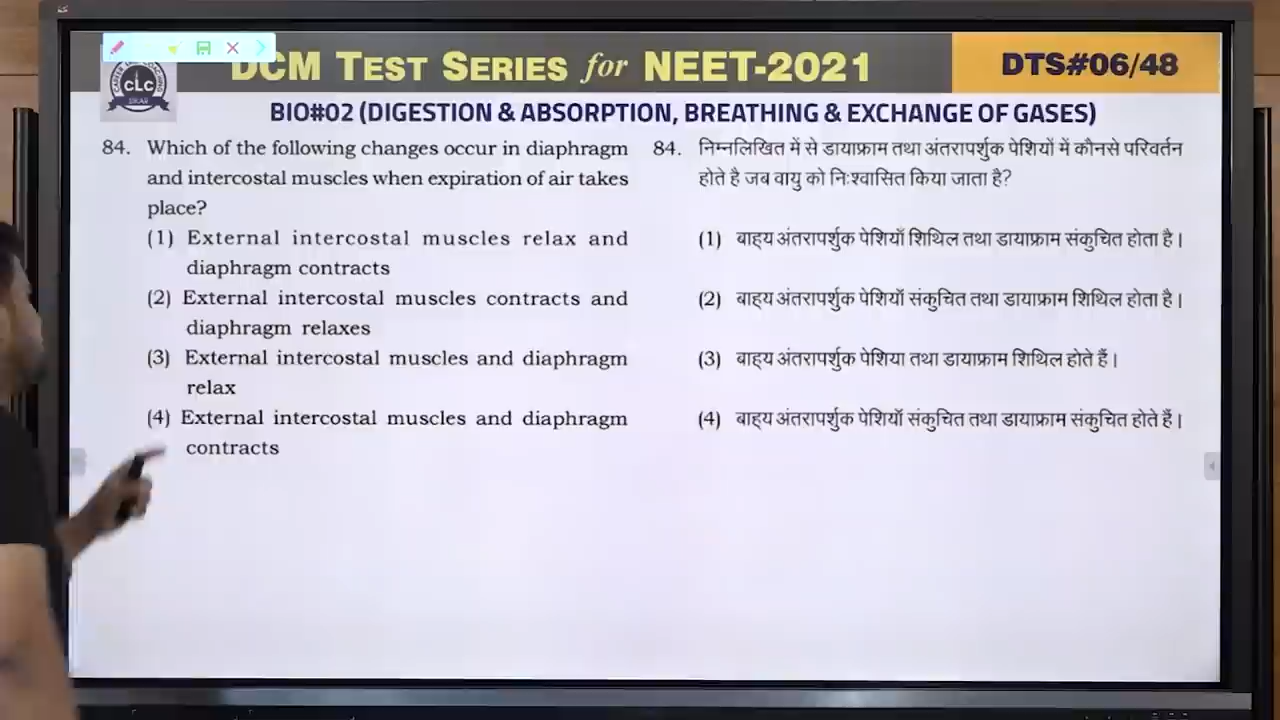 DCM TEST SERIES for NEET-2021
DTS#06/48
CLC
SIKAR
BIO#02 (DIGESTION & ABSORPTION, BREATHING & EXCHANGE OF GASES)
84. Which of the following changes occur in diaphragm
and intercostal muscles when expiration of air takes
place?
(1) External intercostal muscles relax and
diaphragm contracts
(2) External intercostal muscles contracts and
diaphragm relaxes
(3) External intercostal muscles and diaphragm
relax
(4) External intercostal muscles and diaphragm
contracts
84. निम्नलिखित में से डायाफ्राम तथा अंतरापर्शुक पेशियों में कौनसे परिवर्तन
होते है जब वायु को निःश्वासित किया जाता है?
(1) बाह्य अंतरापर्शुक पेशियाँ शिथिल तथा डायाफ्राम संकुचित होता है।
(2) बाह्य अंतरापर्शुक पेशियाँ संकुचित तथा डायाफ्राम शिथिल होता है।
(3) बाह्य अंतरापर्शुक पेशिया तथा डायाफ्राम शिथिल होते हैं।
(4) बाह्य अंतरापर्शुक पेशियाँ संकुचित तथा डायाफ्राम संकुचित होते हैं।